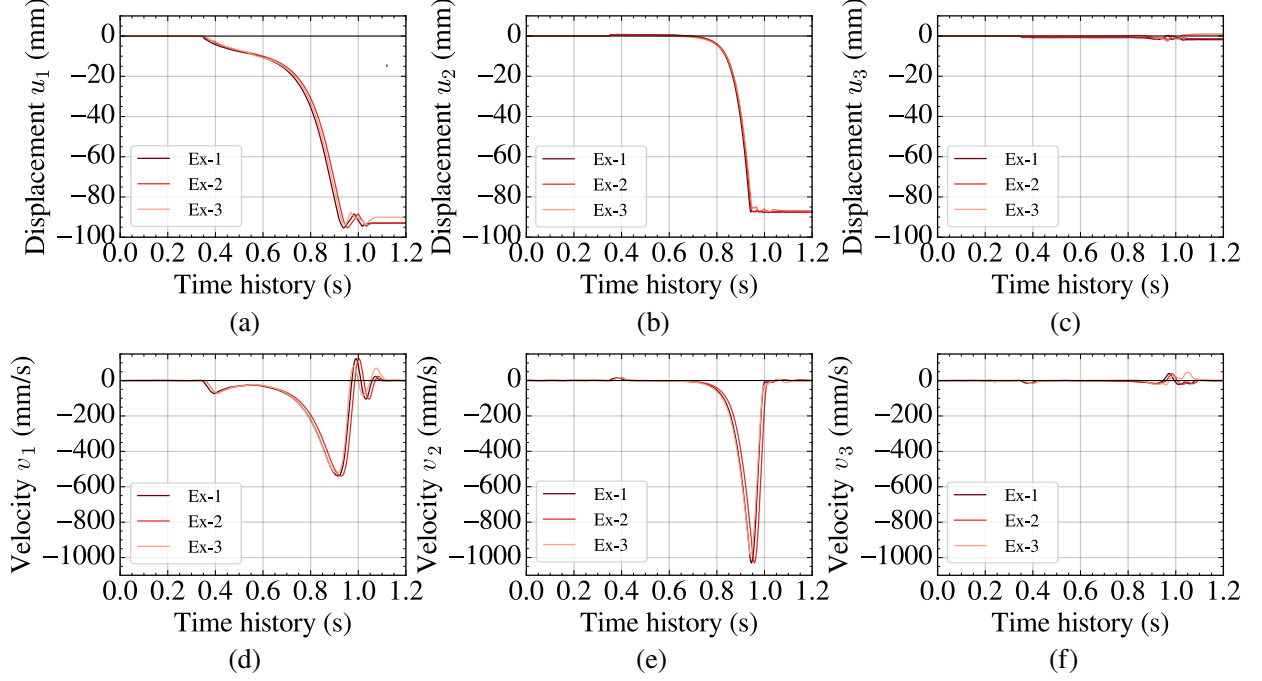 0
−20
−40
−60
−80
−100
Displacement u₁ (mm)
Ex-1
Ex-2
Ex-3
0.0 0.2 0.4 0.6 0.8 1.0 1.2
Time history (s)
(a)
0
−20
−40
−60
−80
−100
Displacement u₂ (mm)
Ex-1
Ex-2
Ex-3
0.0 0.2 0.4 0.6 0.8 1.0 1.2
Time history (s)
(b)
0
−20
−40
−60
−80
−100
Displacement u₃ (mm)
Ex-1
Ex-2
Ex-3
0.0 0.2 0.4 0.6 0.8 1.0 1.2
Time history (s)
(c)
0
−200
−400
−600
−800
−1000
Velocity v₁ (mm/s)
Ex-1
Ex-2
Ex-3
0.0 0.2 0.4 0.6 0.8 1.0 1.2
Time history (s)
(d)
0
−200
−400
−600
−800
−1000
Velocity v₂ (mm/s)
Ex-1
Ex-2
Ex-3
0.0 0.2 0.4 0.6 0.8 1.0 1.2
Time history (s)
(e)
0
−200
−400
−600
−800
−1000
Velocity v₃ (mm/s)
Ex-1
Ex-2
Ex-3
0.0 0.2 0.4 0.6 0.8 1.0 1.2
Time history (s)
(f)